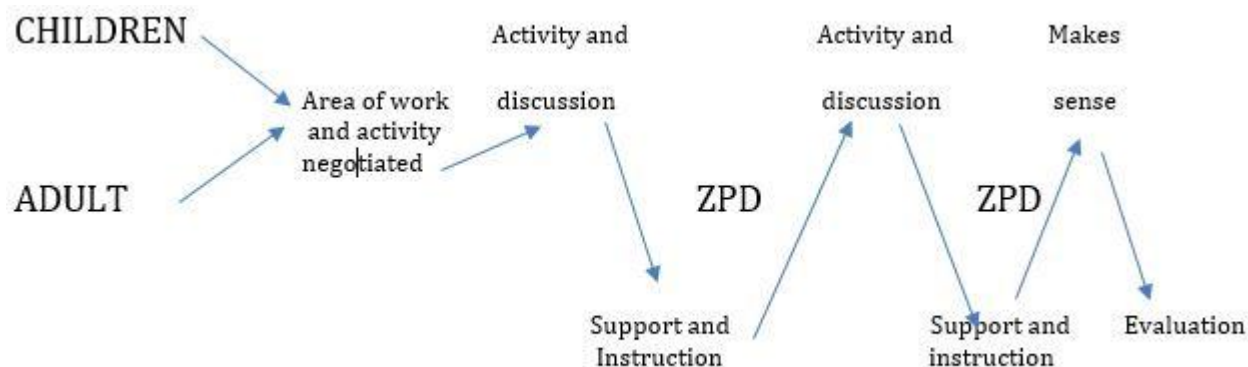 CHILDREN
Activity and
discussion
Activity and
discussion
Makes
sense
Area of work
and activity
negotiated
ADULT
ZPD
ZPD
Support and
Instruction
Support and
instruction
Evaluation